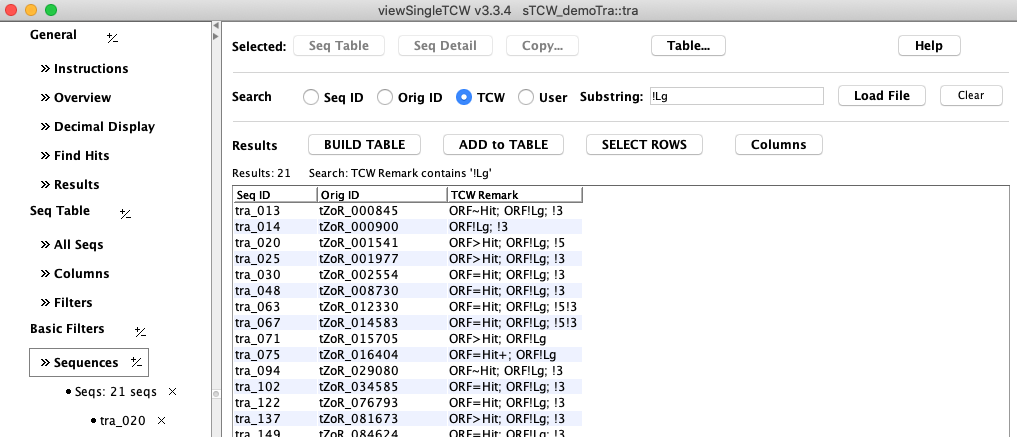 viewSingleTCW v3.3.4 sTCW_demoTra::tra
General +/-
>> Instructions
>> Overview
>> Decimal Display
>> Find Hits
>> Results
Seq Table +/-
>> All Seqs
>> Columns
>> Filters
Basic Filters +/-
>> Sequences +/-
• Seqs: 21 seqs ×
• tra_020 ×
Selected: Seq Table Seq Detail Copy... Table... Help
Search Seq ID Orig ID TCW User Substring: !Lg Load File Clear
Results BUILD TABLE ADD to TABLE SELECT ROWS Columns
Results: 21 Search: TCW Remark contains '!Lg'
Seq ID Orig ID TCW Remark
tra_013 tZoR_000845 ORF~Hit; ORF!Lg; !3
tra_014 tZoR_000900 ORF!Lg; !3
tra_020 tZoR_001541 ORF>Hit; ORF!Lg; !5
tra_025 tZoR_001977 ORF>Hit; ORF!Lg; !3
tra_030 tZoR_002554 ORF=Hit; ORF!Lg; !3
tra_048 tZoR_008730 ORF=Hit; ORF!Lg; !3
tra_063 tZoR_012330 ORF=Hit; ORF!Lg; !5!3
tra_067 tZoR_014583 ORF=Hit; ORF!Lg; !5!3
tra_071 tZoR_015705 ORF>Hit; ORF!Lg
tra_075 tZoR_016404 ORF=Hit+; ORF!Lg
tra_094 tZoR_029080 ORF~Hit; ORF!Lg; !3
tra_102 tZoR_034585 ORF=Hit; ORF!Lg; !3
tra_122 tZoR_076793 ORF=Hit; ORF!Lg; !3
tra_137 tZoR_081673 ORF>Hit; ORF!Lg; !3
tra_149 tZoR_084624 ORF=Hit; ORF!Lg; !3